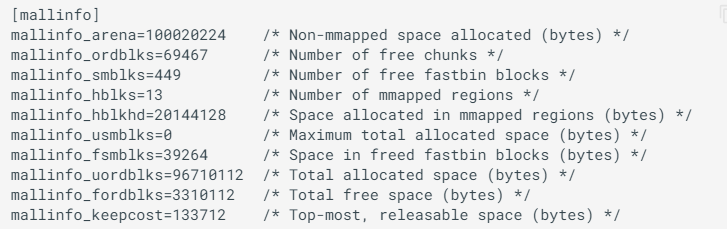 [mallinfo]
mallinfo_arena=100020224    /* Non-mmapped space allocated (bytes) */
mallinfo_ordblks=69467      /* Number of free chunks */
mallinfo_smblks=449         /* Number of free fastbin blocks */
mallinfo_hblks=13           /* Number of mmapped regions */
mallinfo_hblkhd=20144128    /* Space allocated in mmapped regions (bytes) */
mallinfo_usmblks=0          /* Maximum total allocated space (bytes) */
mallinfo_fsmblks=39264      /* Space in freed fastbin blocks (bytes) */
mallinfo_uordblks=96710112  /* Total allocated space (bytes) */
mallinfo_fordblks=3310112   /* Total free space (bytes) */
mallinfo_keepcost=133712    /* Top-most, releasable space (bytes) */